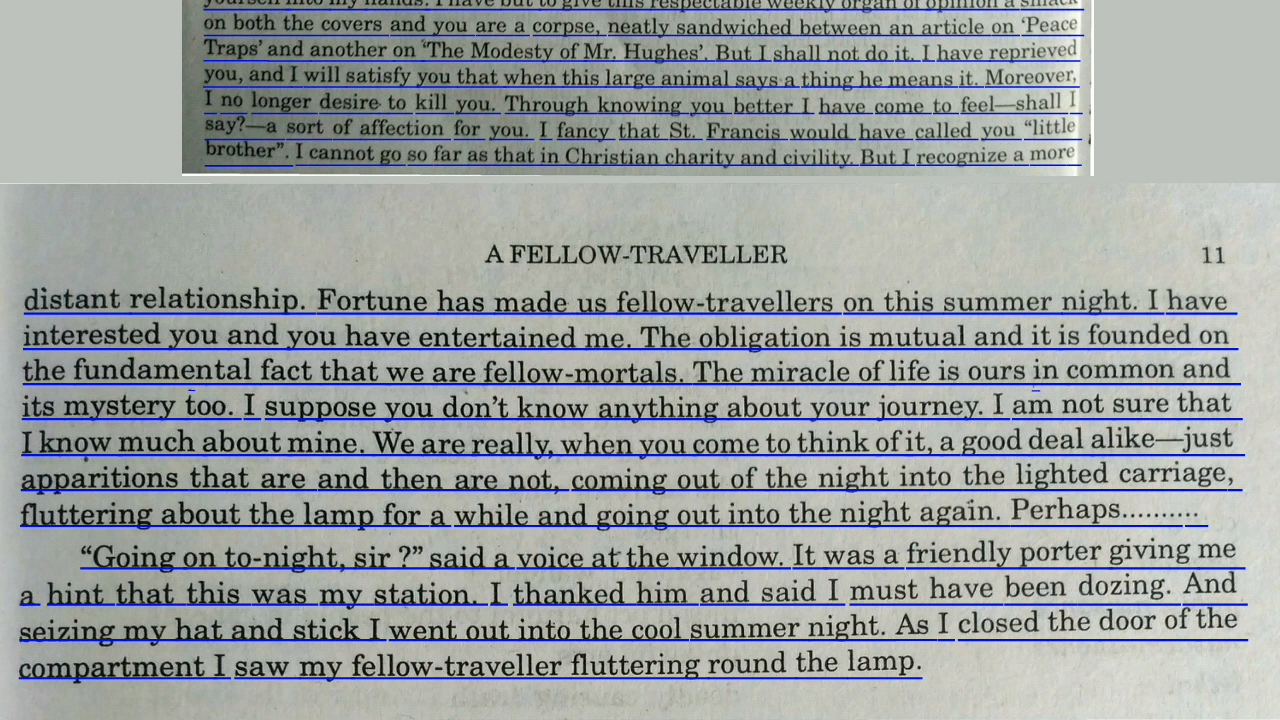 yourself into my hands. I have but to give this respectable weekly organ of opinion a smack
on both the covers and you are a corpse, neatly sandwiched between an article on ‘Peace
Traps’ and another on ‘The Modesty of Mr. Hughes’. But I shall not do it. I have reprieved
you, and I will satisfy you that when this large animal says a thing he means it. Moreover,
I no longer desire to kill you. Through knowing you better I have come to feel—shall I
say?—a sort of affection for you. I fancy that St. Francis would have called you “little
brother”. I cannot go so far as that in Christian charity and civility. But I recognize a more
A FELLOW-TRAVELLER 11
distant relationship. Fortune has made us fellow-travellers on this summer night. I have
interested you and you have entertained me. The obligation is mutual and it is founded on
the fundamental fact that we are fellow-mortals. The miracle of life is ours in common and
its mystery too. I suppose you don’t know anything about your journey. I am not sure that
I know much about mine. We are really, when you come to think of it, a good deal alike—just
apparitions that are and then are not, coming out of the night into the lighted carriage,
fluttering about the lamp for a while and going out into the night again. Perhaps..........
“Going on to-night, sir ?” said a voice at the window. It was a friendly porter giving me
a hint that this was my station. I thanked him and said I must have been dozing. And
seizing my hat and stick I went out into the cool summer night. As I closed the door of the
compartment I saw my fellow-traveller fluttering round the lamp.